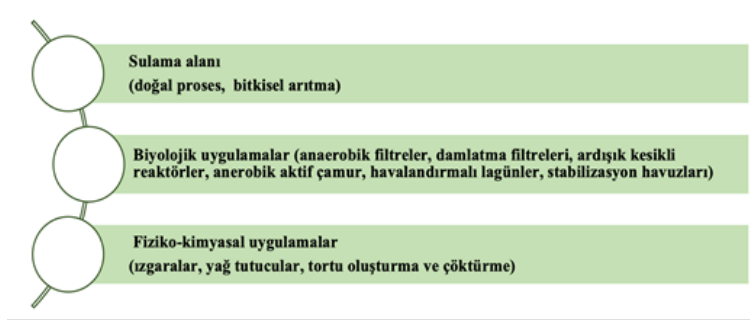 Sulama alanı
(doğal proses, bitkisel arıtma)
Biyolojik uygulamalar (anaerobik filtreler, damlatma filtreleri, ardışık kesikli
reaktörler, anerobik aktif çamur, havalandırmalı lagünler, stabilizasyon havuzları)
Fiziko-kimyasal uygulamalar
(ızgaralar, yağ tutucular, tortu oluşturma ve çöktürme)